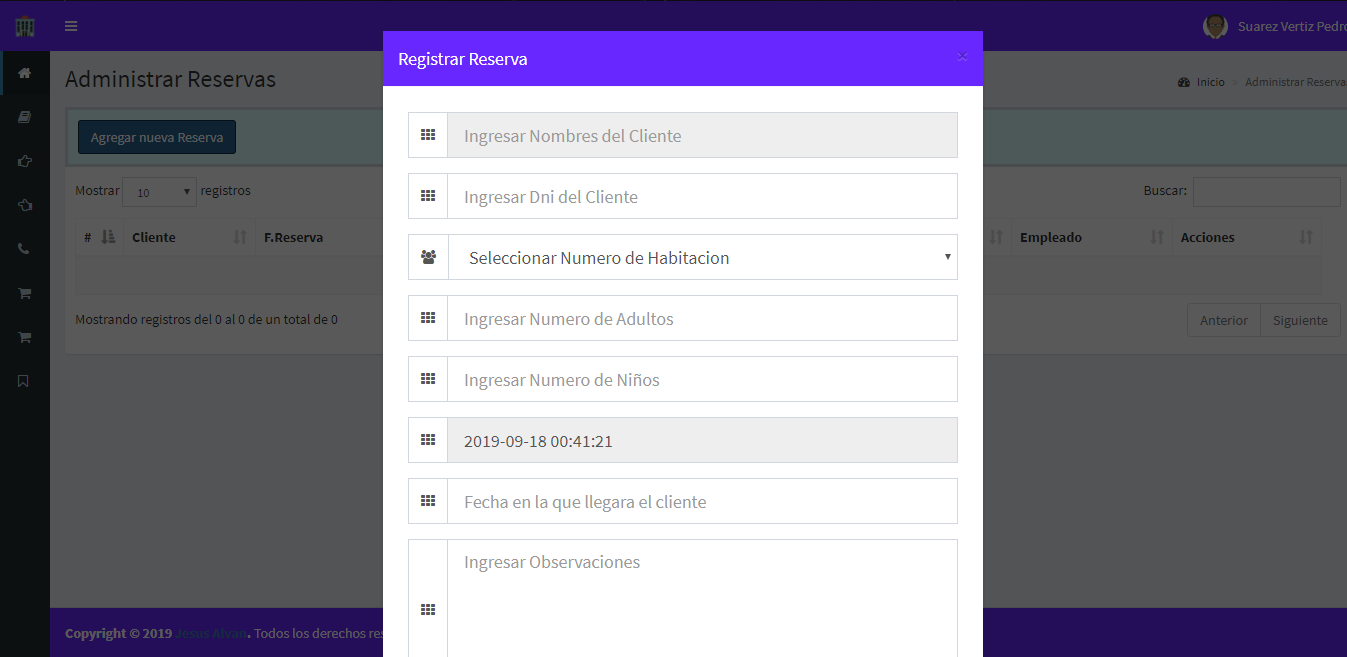 Suarez Vertiz Pedro
Registrar Reserva
×
Administrar Reservas
Inicio > Administrar Reservas
Agregar nueva Reserva
Ingresar Nombres del Cliente
Mostrar 10 registros
Buscar:
Ingresar Dni del Cliente
# Cliente F.Reserva Empleado Acciones
Seleccionar Numero de Habitacion
Mostrando registros del 0 al 0 de un total de 0
Anterior Siguiente
Ingresar Numero de Adultos
Ingresar Numero de Niños
2019-09-18 00:41:21
Fecha en la que llegara el cliente
Ingresar Observaciones
Copyright © 2019 Jesus Alvan. Todos los derechos res